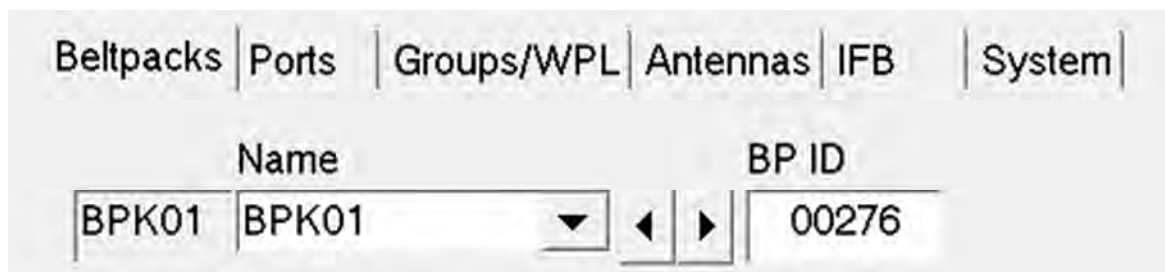 Beltpacks Ports Groups/WPL Antennas IFB System
Name BP ID
BPK01 BPK01 00276